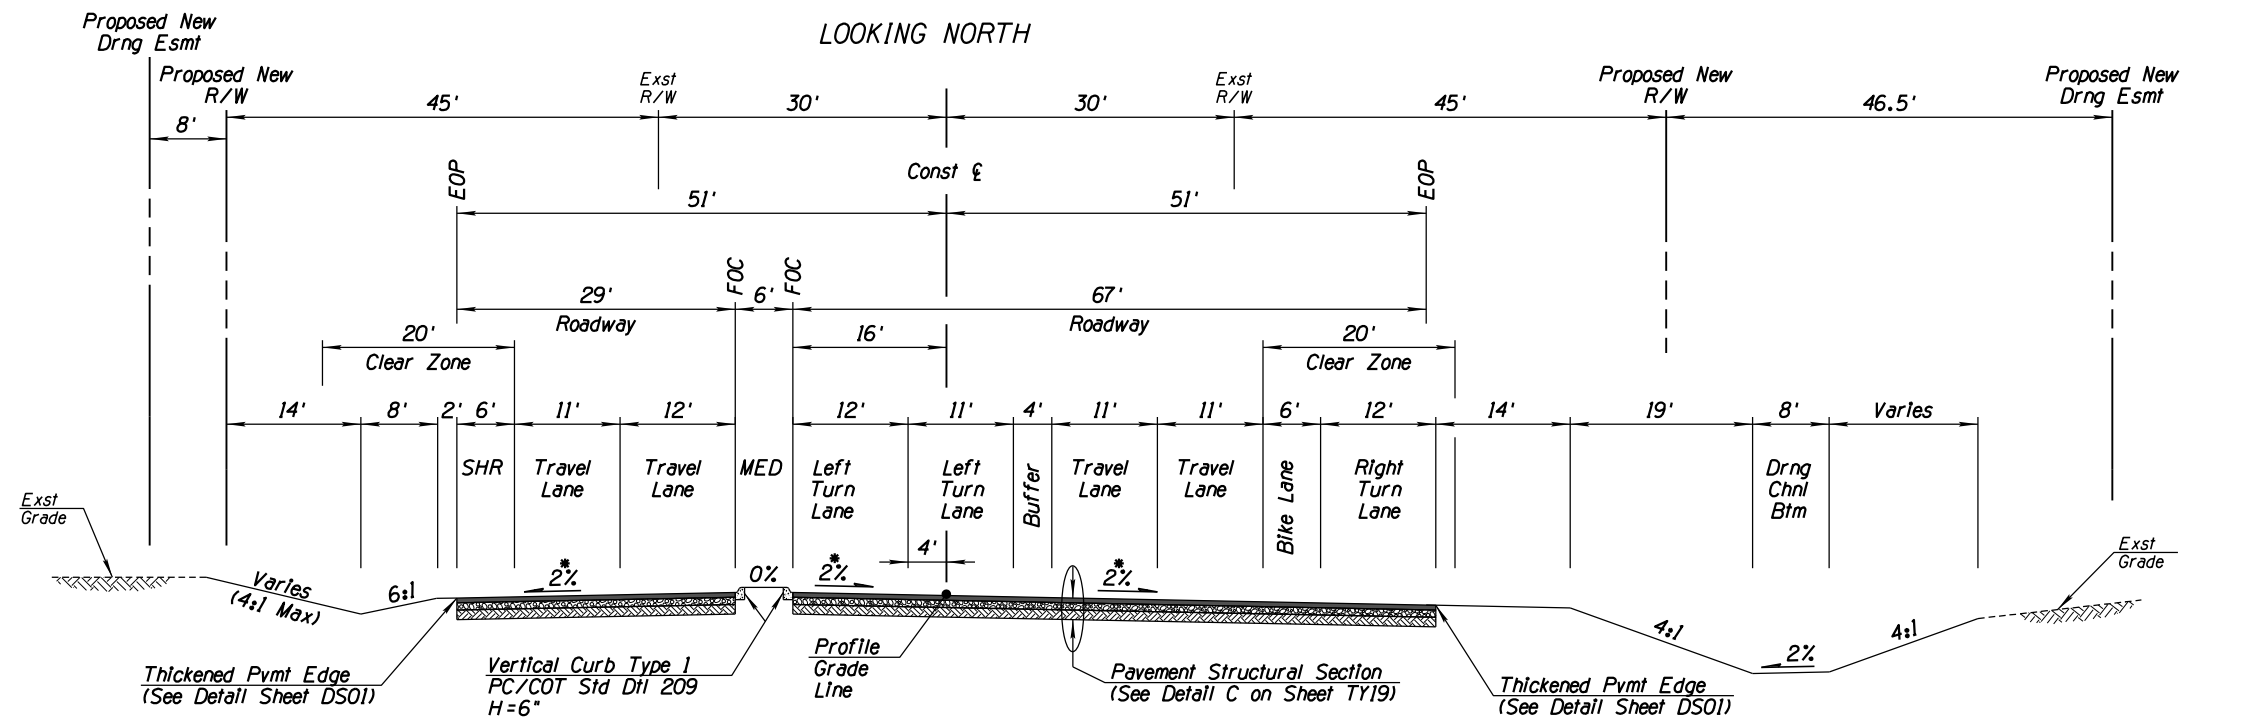 LOOKING NORTH
Proposed New
Drng Esmt
Proposed New
R/W
Exst
R/W
Exst
R/W
Proposed New
R/W
Proposed New
Drng Esmt
8' 45' 30' 30' 45' 46.5'
Const ℄
EOP 51' 51' EOP
FOC FOC
29' 6' 67'
Roadway Roadway
20' 16' 20'
Clear Zone Clear Zone
14' 8' 2' 6' 11' 12' 12' 11' 4' 11' 11' 6' 12' 14' 19' 8' Varies
SHR
Travel
Lane
Travel
Lane
MED
Left
Turn
Lane
Left
Turn
Lane
Buffer
Travel
Lane
Travel
Lane
Bike Lane
Right
Turn
Lane
Drng
Chnl
Btm
Exst
Grade
Varies
(4:1 Max)
6:1
*
2%
0%
*
2%
4'
*
2%
4:1
2%
4:1
Exst
Grade
Thickened Pvmt Edge
(See Detail Sheet DS01)
Vertical Curb Type 1
PC/COT Std Dtl 209
H=6"
Profile
Grade
Line
Pavement Structural Section
(See Detail C on Sheet TY19)
Thickened Pvmt Edge
(See Detail Sheet DS01)